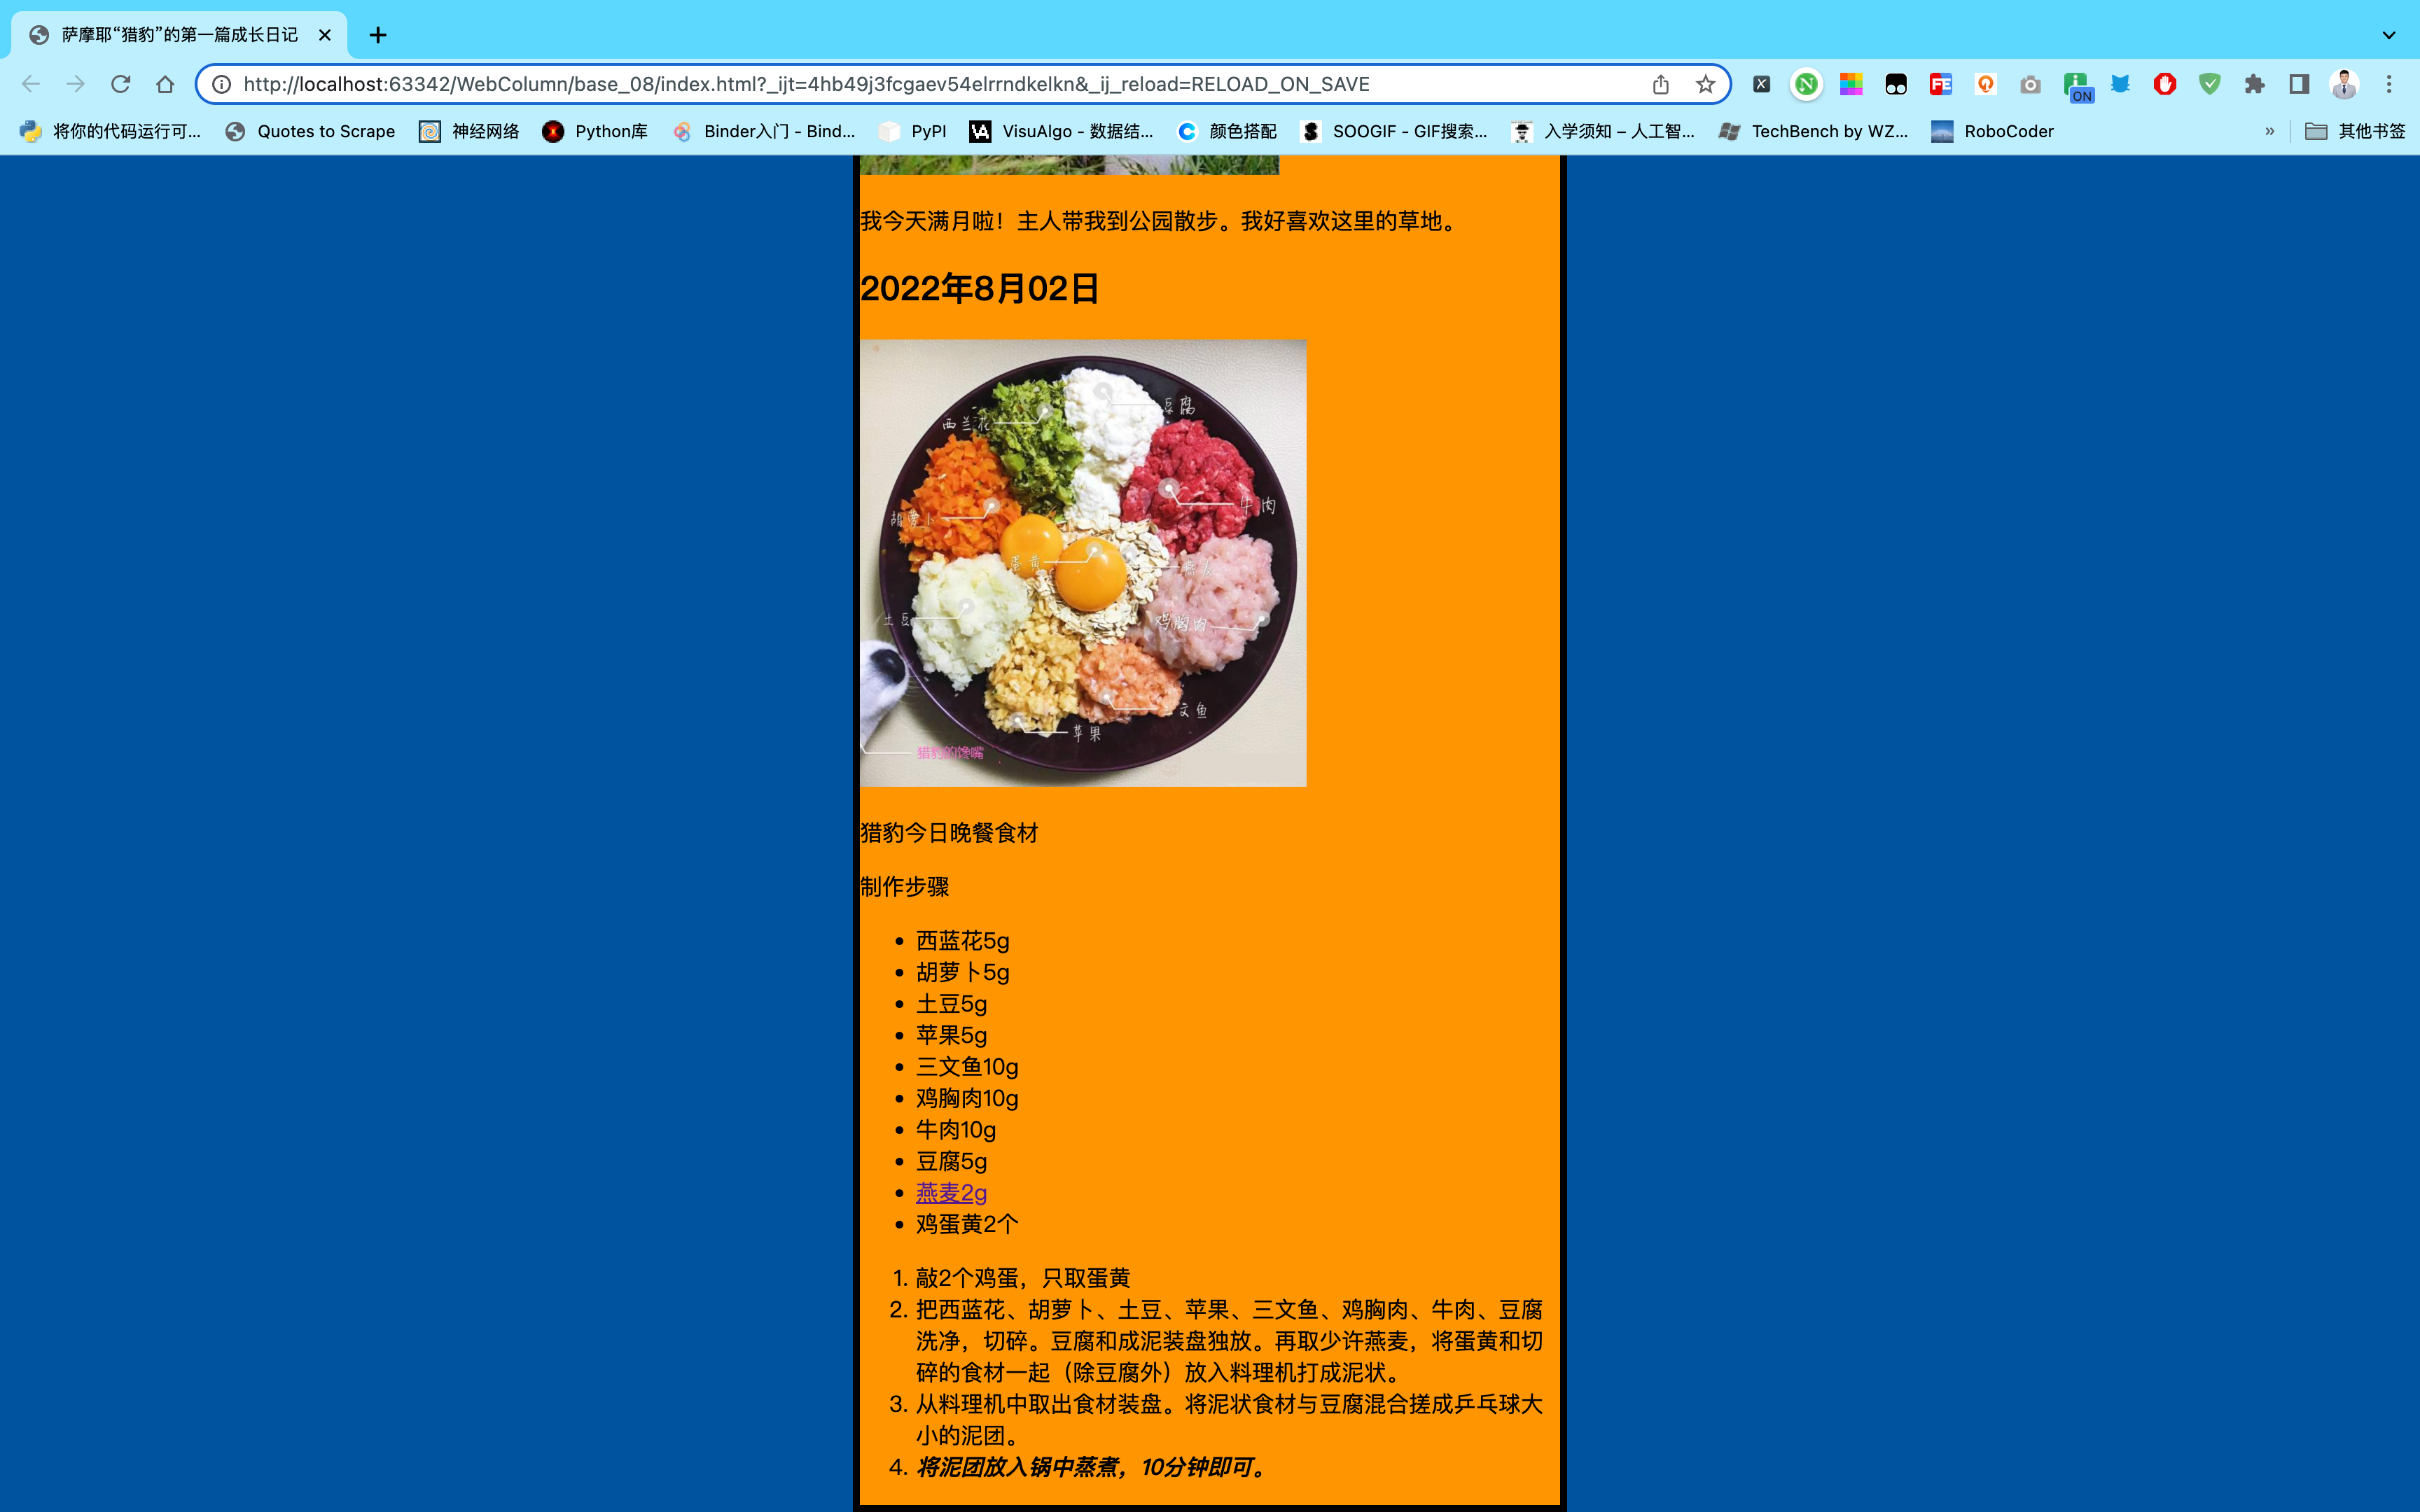 萨摩耶“猎豹”的第一篇成长日记
http://localhost:63342/WebColumn/base_08/index.html?_ijt=4hb49j3fcgaev54elrrndkelkn&_ij_reload=RELOAD_ON_SAVE
X N FE ON
将你的代码运行可... Quotes to Scrape 神经网络 Python库 Binder入门 - Bind... PyPI VisuAlgo - 数据结... 颜色搭配 SOOGIF - GIF搜索... 入学须知 – 人工智... TechBench by WZ... RoboCoder » 其他书签
我今天满月啦！主人带我到公园散步。我好喜欢这里的草地。
2022年8月02日
豆腐
西兰花
牛肉
胡萝卜
蛋黄
燕麦
土豆
鸡胸肉
三文鱼
苹果
猎豹的馋嘴
猎豹今日晚餐食材
制作步骤
• 西蓝花5g
• 胡萝卜5g
• 土豆5g
• 苹果5g
• 三文鱼10g
• 鸡胸肉10g
• 牛肉10g
• 豆腐5g
• 燕麦2g
• 鸡蛋黄2个
1. 敲2个鸡蛋，只取蛋黄
2. 把西蓝花、胡萝卜、土豆、苹果、三文鱼、鸡胸肉、牛肉、豆腐
洗净，切碎。豆腐和成泥装盘独放。再取少许燕麦，将蛋黄和切
碎的食材一起（除豆腐外）放入料理机打成泥状。
3. 从料理机中取出食材装盘。将泥状食材与豆腐混合搓成乒乓球大
小的泥团。
4. 将泥团放入锅中蒸煮，10分钟即可。